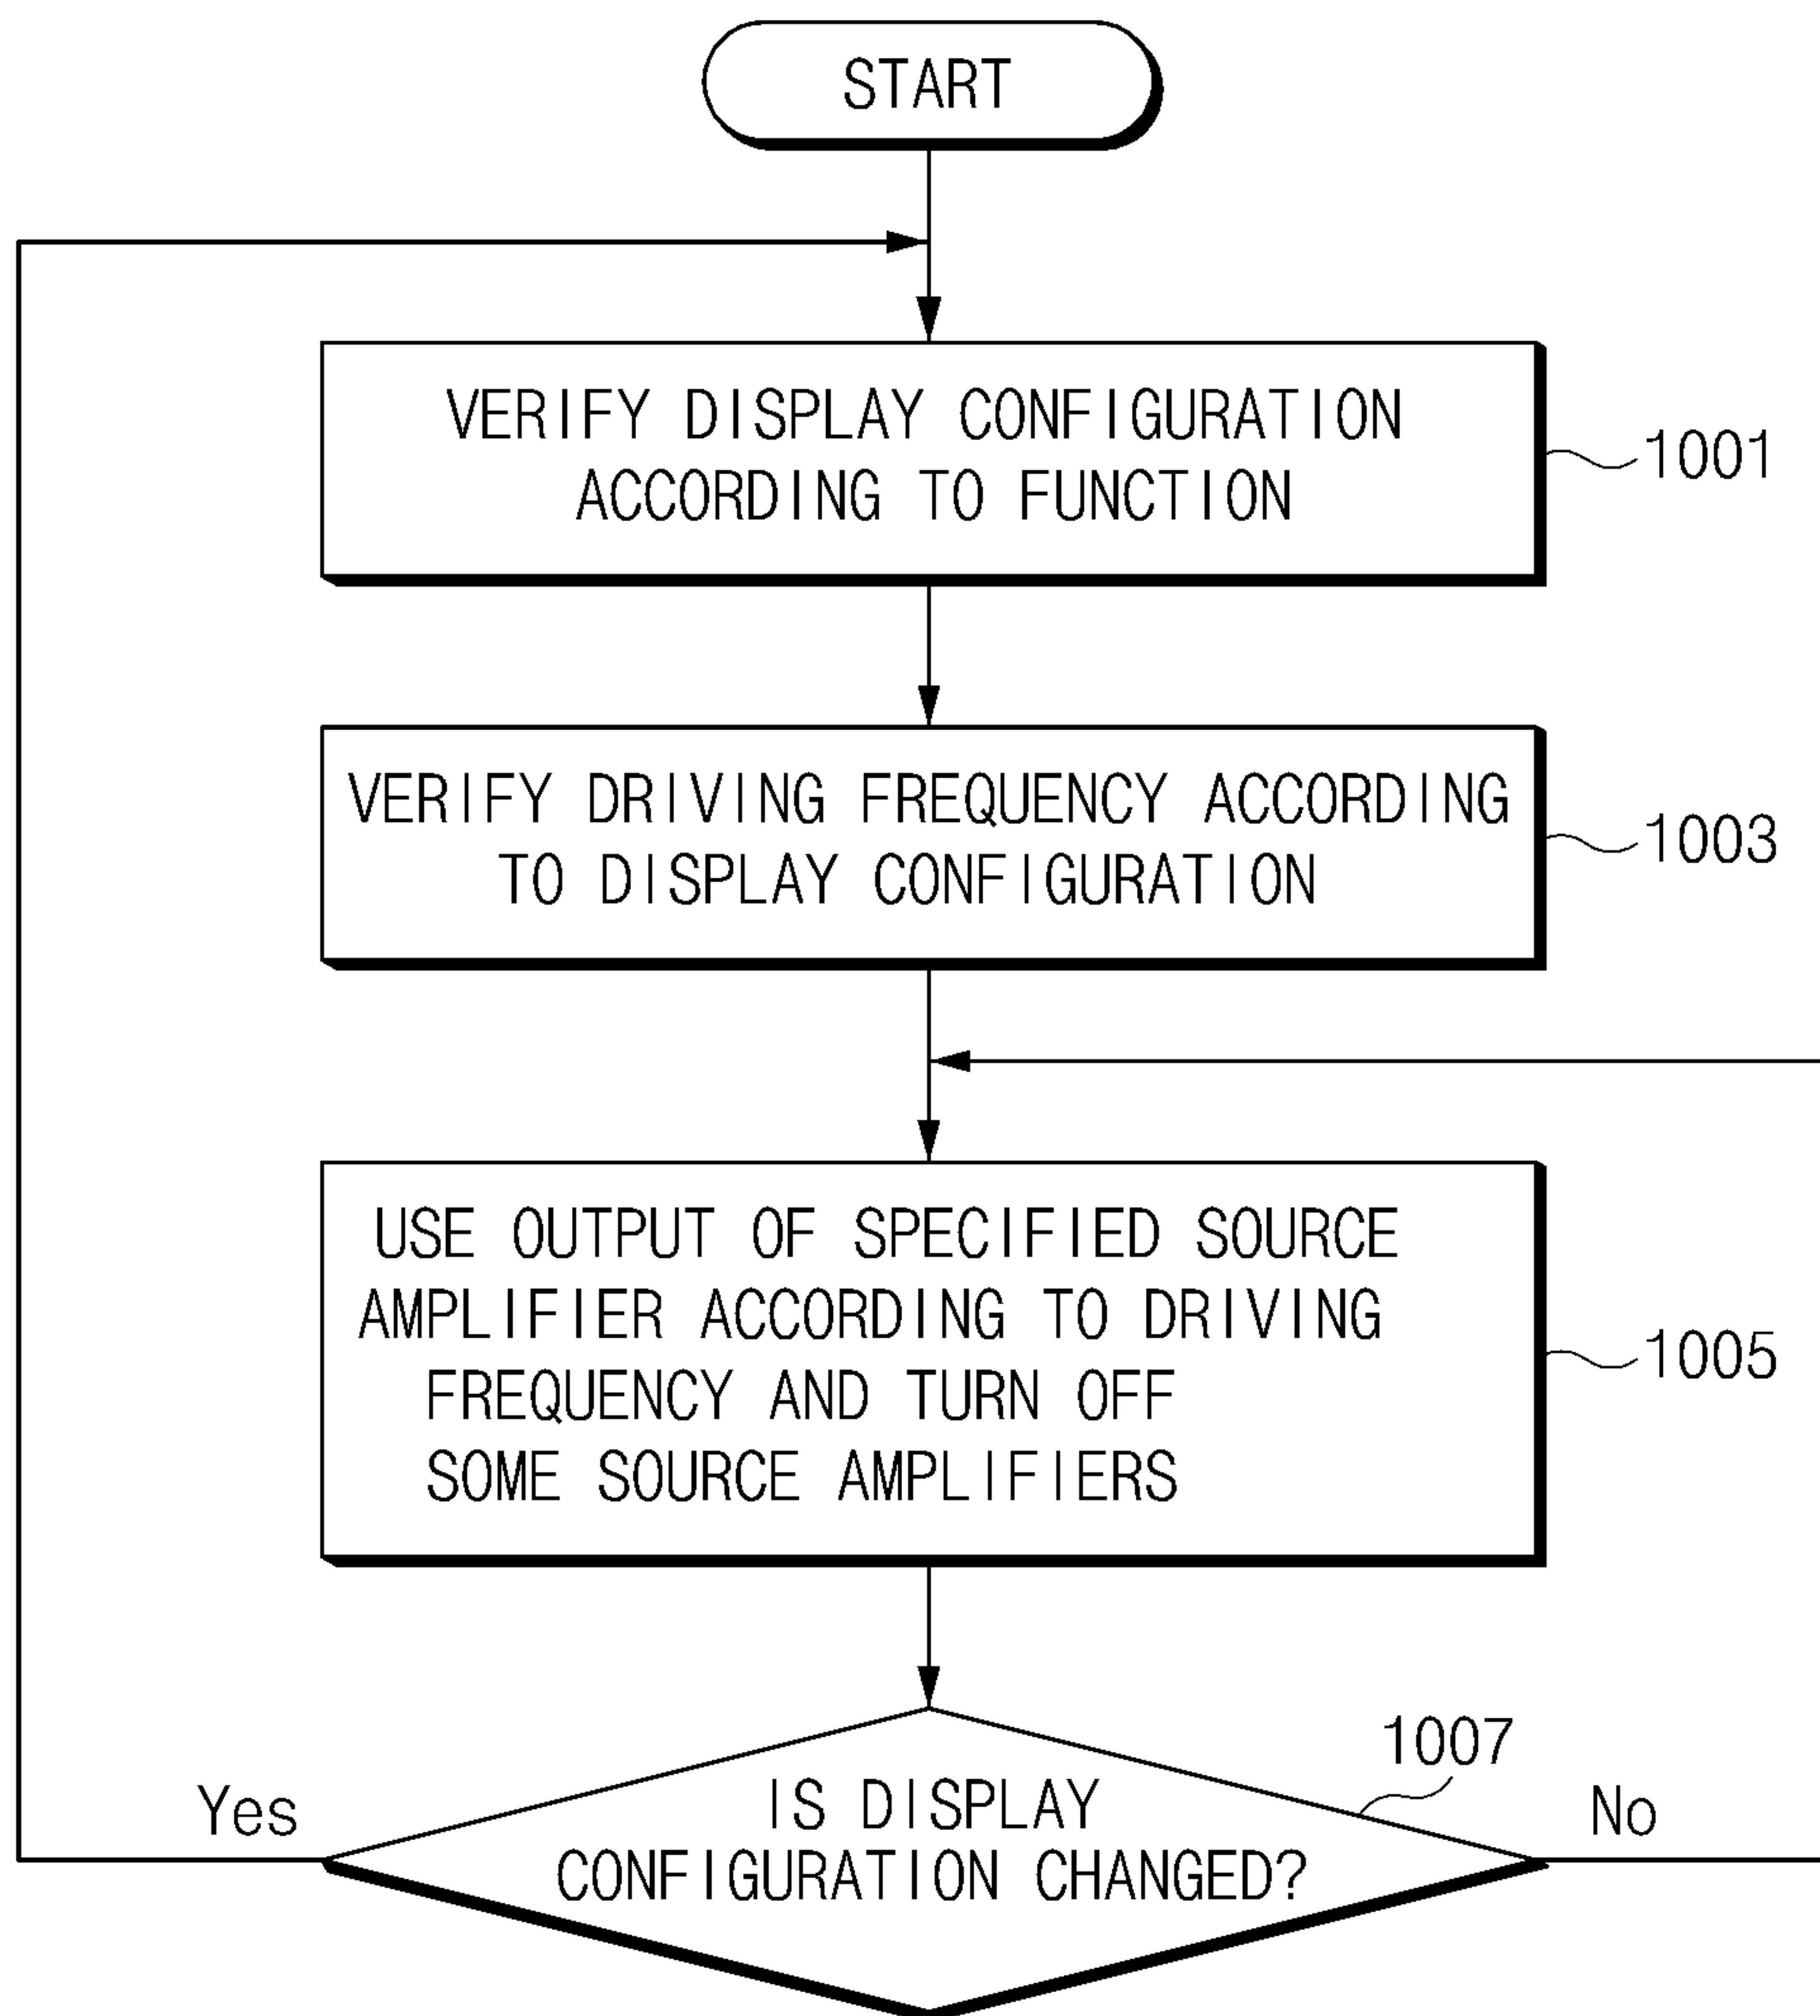 START
VERIFY DISPLAY CONFIGURATION
ACCORDING TO FUNCTION
1001
VERIFY DRIVING FREQUENCY ACCORDING
TO DISPLAY CONFIGURATION
1003
USE OUTPUT OF SPECIFIED SOURCE
AMPLIFIER ACCORDING TO DRIVING
FREQUENCY AND TURN OFF
SOME SOURCE AMPLIFIERS
1005
1007
Yes
IS DISPLAY
CONFIGURATION CHANGED?
No